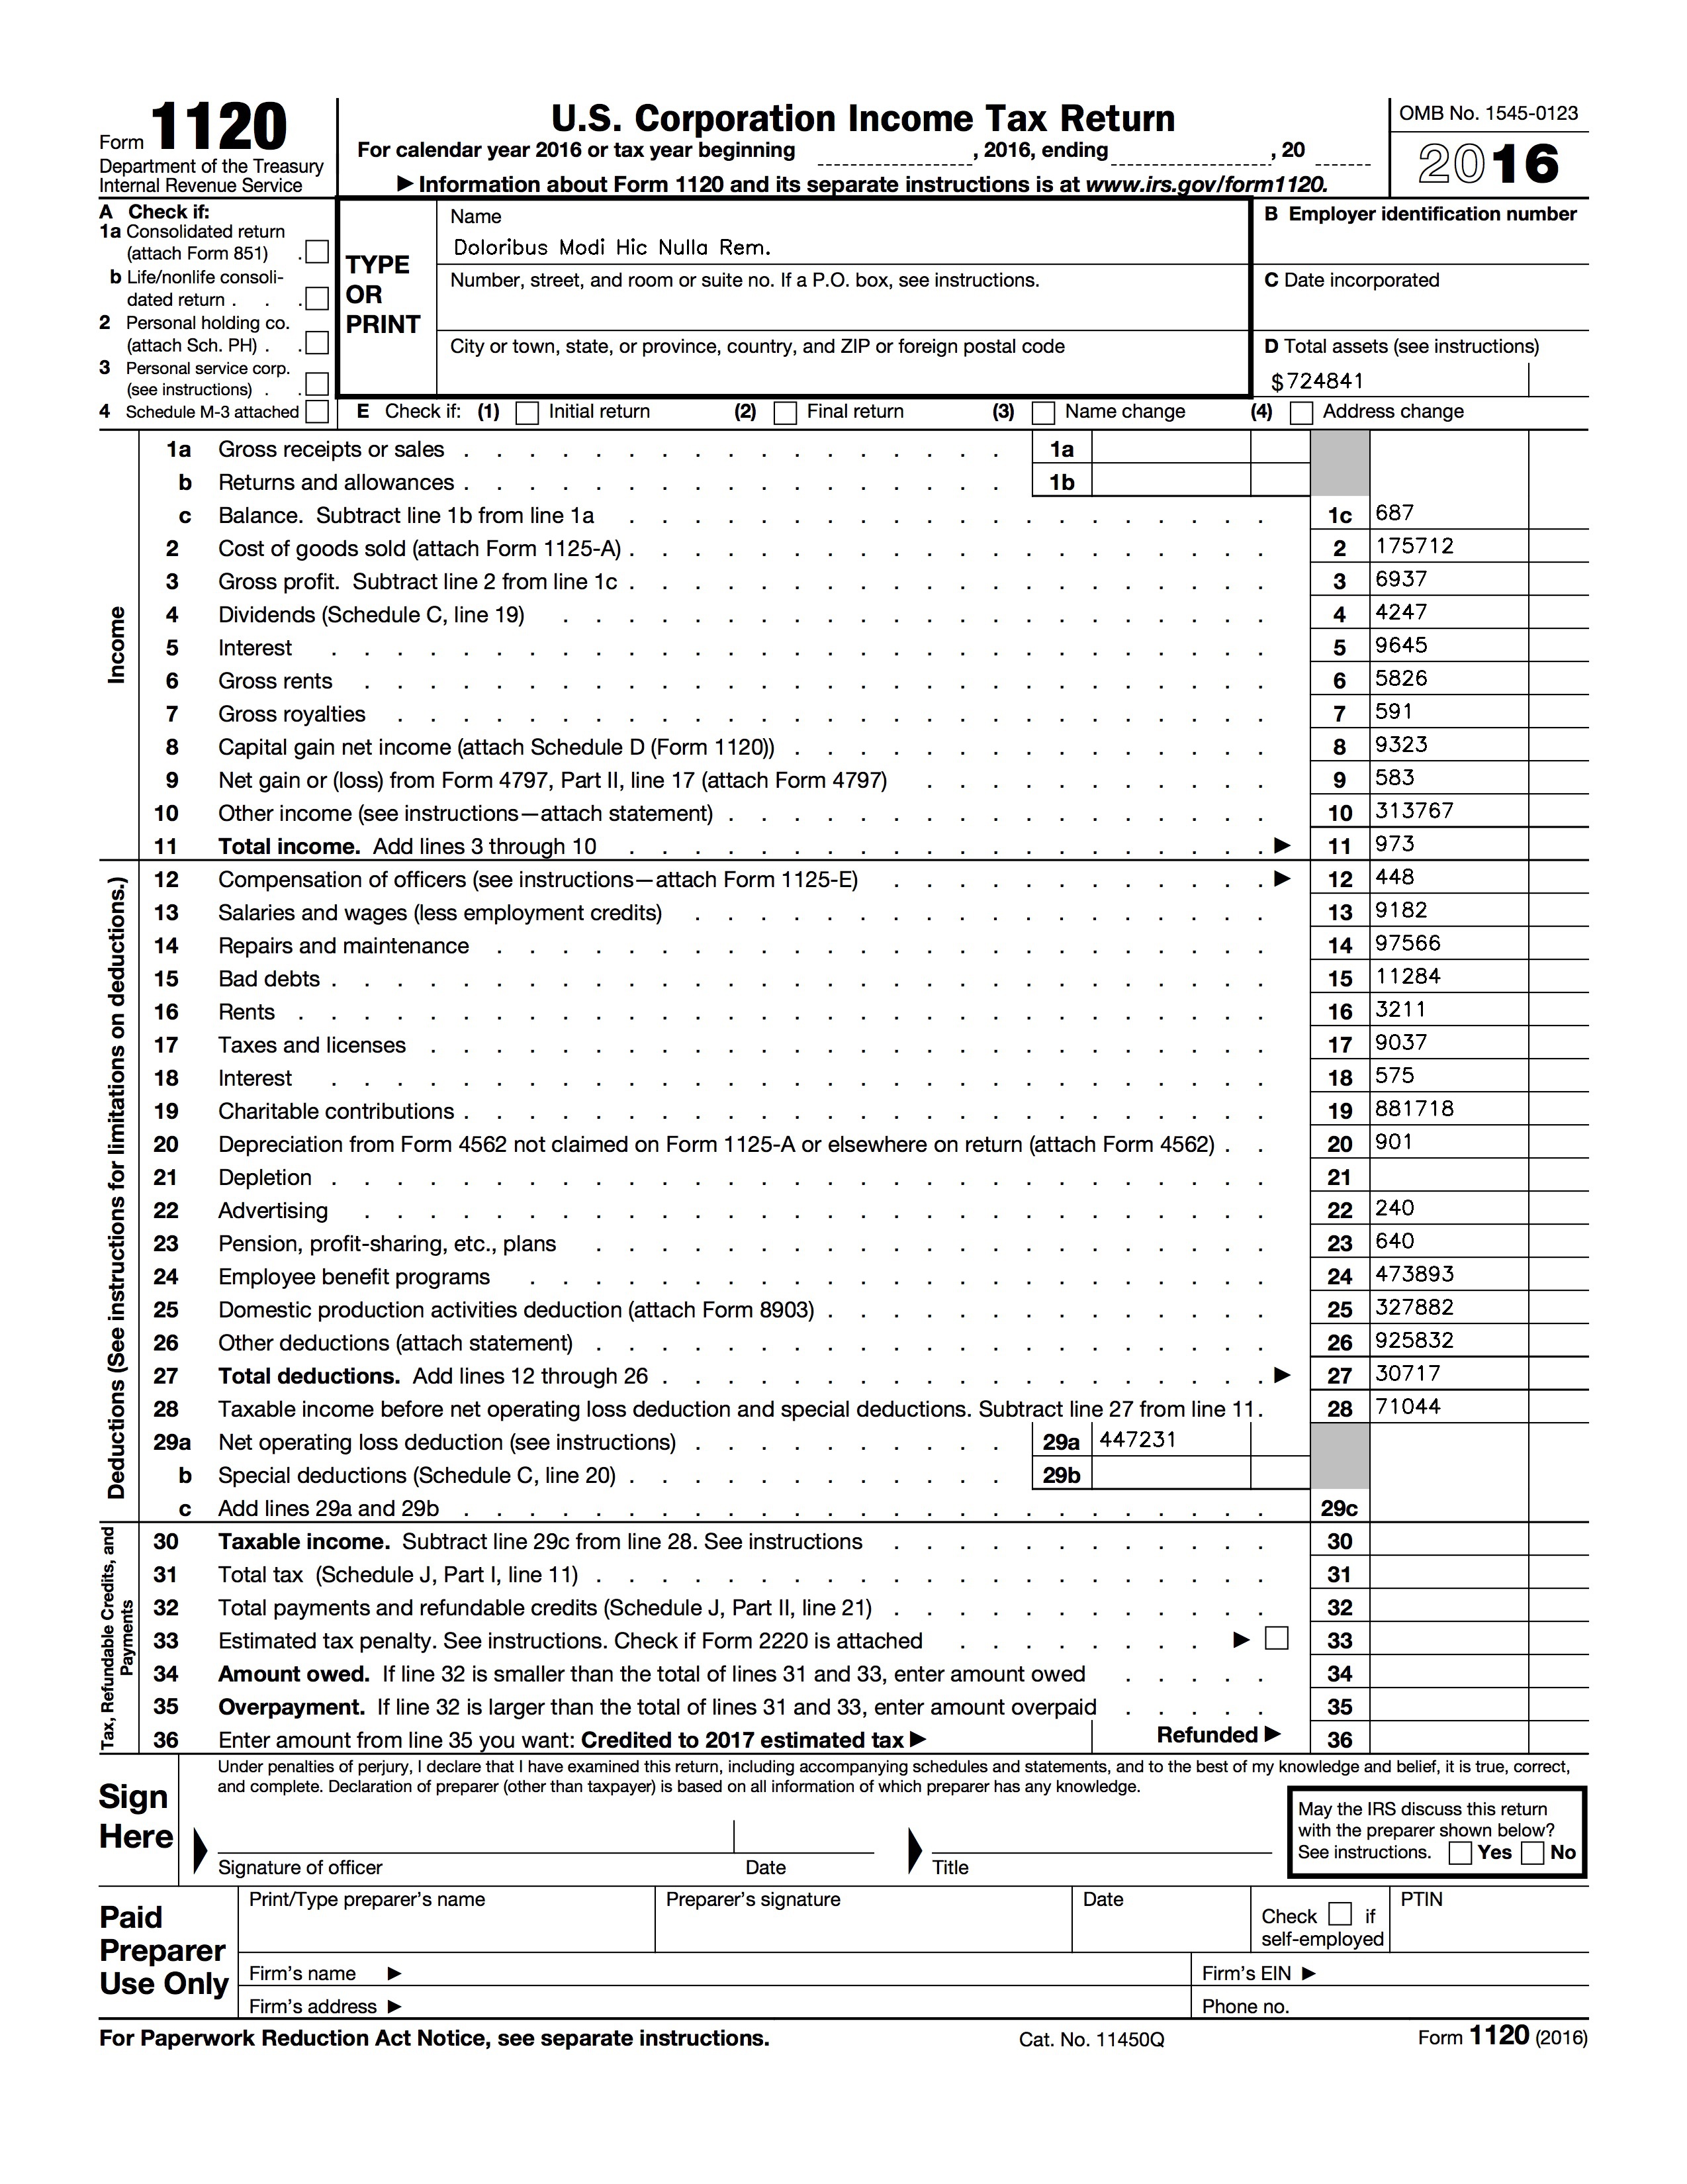 Form 1120
Department of the Treasury
Internal Revenue Service
U.S. Corporation Income Tax Return
For calendar year 2016 or tax year beginning , 2016, ending , 20
▶ Information about Form 1120 and its separate instructions is at www.irs.gov/form1120.
OMB No. 1545-0123
2016
A Check if:
1a Consolidated return
(attach Form 851) .
b Life/nonlife consoli-
dated return . . .
2 Personal holding co.
(attach Sch. PH) . .
3 Personal service corp.
(see instructions) . .
4 Schedule M-3 attached
TYPE
OR
PRINT
Name
Doloribus Modi Hic Nulla Rem.
Number, street, and room or suite no. If a P.O. box, see instructions.
City or town, state, or province, country, and ZIP or foreign postal code
B Employer identification number
C Date incorporated
D Total assets (see instructions)
$ 724841
E Check if: (1) Initial return (2) Final return (3) Name change (4) Address change
Income
1a Gross receipts or sales 1a
b Returns and allowances 1b
c Balance. Subtract line 1b from line 1a 1c 687
2 Cost of goods sold (attach Form 1125-A) 2 175712
3 Gross profit. Subtract line 2 from line 1c 3 6937
4 Dividends (Schedule C, line 19) 4 4247
5 Interest 5 9645
6 Gross rents 6 5826
7 Gross royalties 7 591
8 Capital gain net income (attach Schedule D (Form 1120)) 8 9323
9 Net gain or (loss) from Form 4797, Part II, line 17 (attach Form 4797) 9 583
10 Other income (see instructions—attach statement) 10 313767
11 Total income. Add lines 3 through 10 ▶ 11 973
Deductions (See instructions for limitations on deductions.)
12 Compensation of officers (see instructions—attach Form 1125-E) ▶ 12 448
13 Salaries and wages (less employment credits) 13 9182
14 Repairs and maintenance 14 97566
15 Bad debts 15 11284
16 Rents 16 3211
17 Taxes and licenses 17 9037
18 Interest 18 575
19 Charitable contributions 19 881718
20 Depreciation from Form 4562 not claimed on Form 1125-A or elsewhere on return (attach Form 4562) 20 901
21 Depletion 21
22 Advertising 22 240
23 Pension, profit-sharing, etc., plans 23 640
24 Employee benefit programs 24 473893
25 Domestic production activities deduction (attach Form 8903) 25 327882
26 Other deductions (attach statement) 26 925832
27 Total deductions. Add lines 12 through 26 ▶ 27 30717
28 Taxable income before net operating loss deduction and special deductions. Subtract line 27 from line 11. 28 71044
29a Net operating loss deduction (see instructions) 29a 447231
b Special deductions (Schedule C, line 20) 29b
c Add lines 29a and 29b 29c
Tax, Refundable Credits, and
Payments
30 Taxable income. Subtract line 29c from line 28. See instructions 30
31 Total tax (Schedule J, Part I, line 11) 31
32 Total payments and refundable credits (Schedule J, Part II, line 21) 32
33 Estimated tax penalty. See instructions. Check if Form 2220 is attached ▶ 33
34 Amount owed. If line 32 is smaller than the total of lines 31 and 33, enter amount owed 34
35 Overpayment. If line 32 is larger than the total of lines 31 and 33, enter amount overpaid 35
36 Enter amount from line 35 you want: Credited to 2017 estimated tax ▶ Refunded ▶ 36
Sign
Here
Under penalties of perjury, I declare that I have examined this return, including accompanying schedules and statements, and to the best of my knowledge and belief, it is true, correct,
and complete. Declaration of preparer (other than taxpayer) is based on all information of which preparer has any knowledge.
Signature of officer Date Title
May the IRS discuss this return
with the preparer shown below?
See instructions. Yes No
Paid
Preparer
Use Only
Print/Type preparer's name Preparer's signature Date
Check if
self-employed
PTIN
Firm's name ▶ Firm's EIN ▶
Firm's address ▶ Phone no.
For Paperwork Reduction Act Notice, see separate instructions. Cat. No. 11450Q Form 1120 (2016)